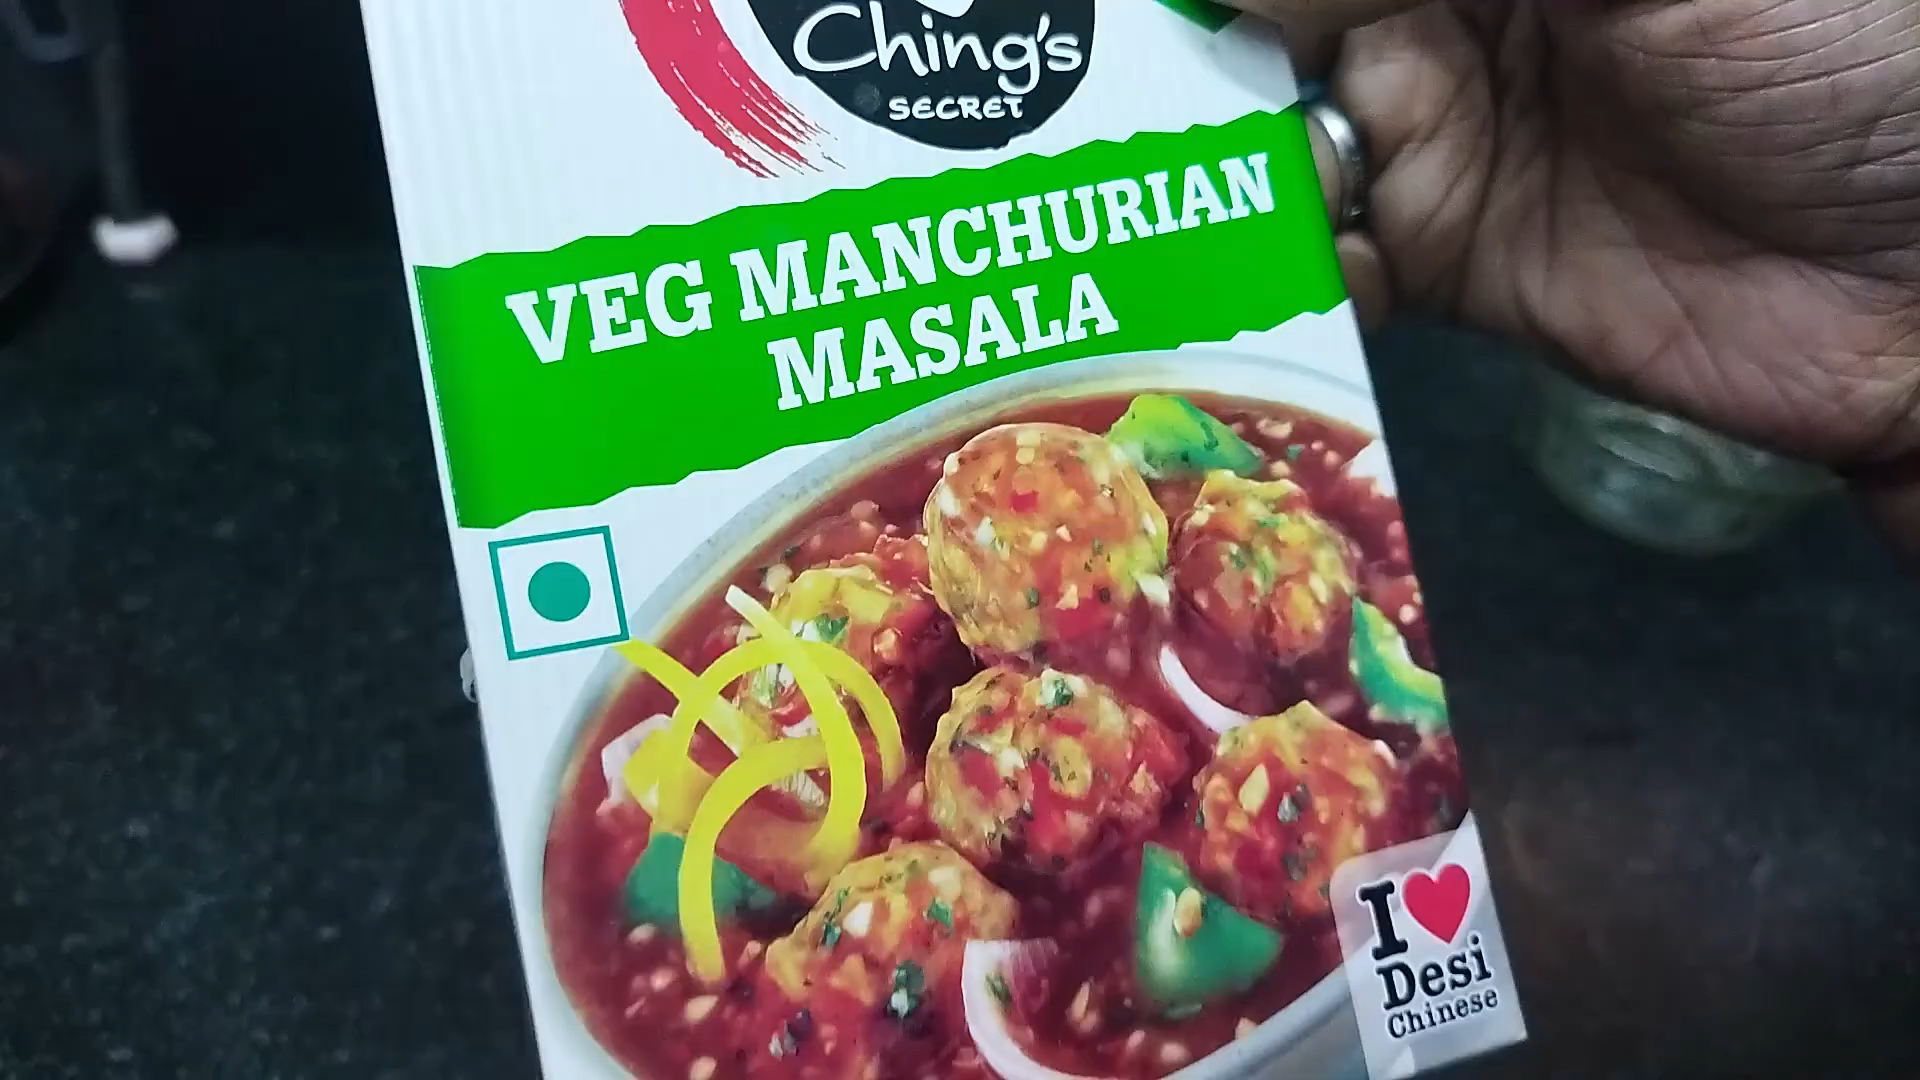 Ching's
SECRET
VEG MANCHURIAN
MASALA
I
Desi
Chinese